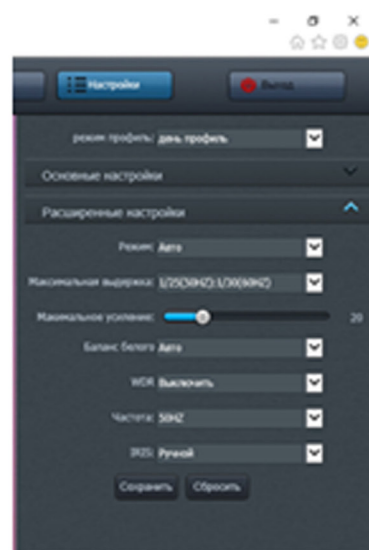 Настройки
Выход
режим профиль: день профиль
Основные настройки
Расширенные настройки
Режим: Авто
Максимальная выдержка: 1/25(50HZ);1/30(60HZ)
Макимальное усиление: 20
Баланс белого Авто
WDR Выключить
Частота: 50HZ
IRIS: Ручной
Сохранить Сбросить